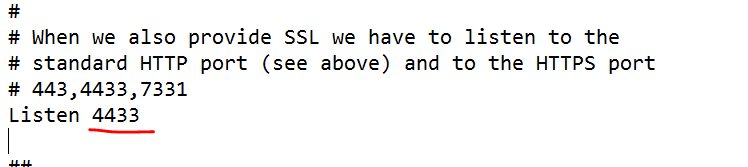 #
# When we also provide SSL we have to listen to the
# standard HTTP port (see above) and to the HTTPS port
# 443,4433,7331
Listen 4433
##